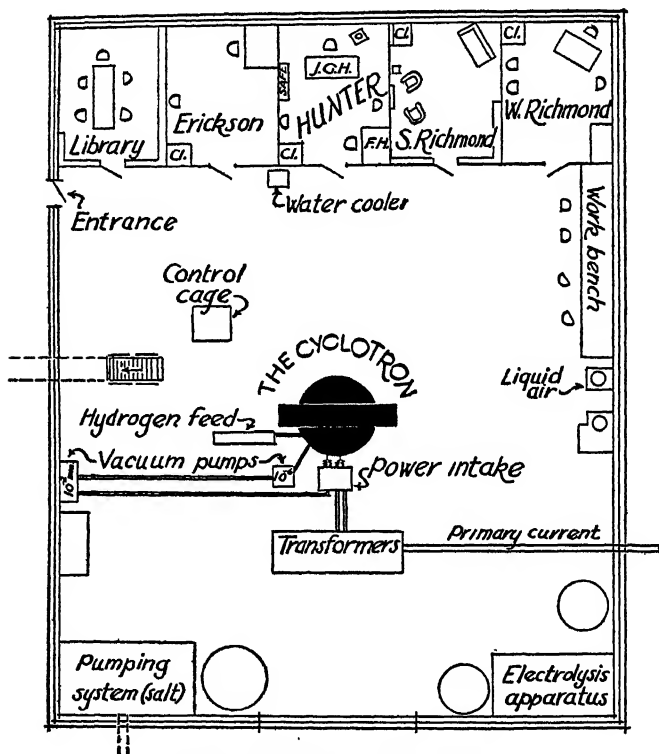 Cl.
Cl.
J.G.H.
SAFE
HUNTER
W. Richmond
Library
Erickson
S. Richmond
Cl.
Cl.
F.H.
Entrance
Water cooler
Work bench
Control
cage
THE CYCLOTRON
Liquid
air
Hydrogen feed
Vacuum pumps
Power intake
Transformers
Primary current
Pumping
system (salt)
Electrolysis
apparatus